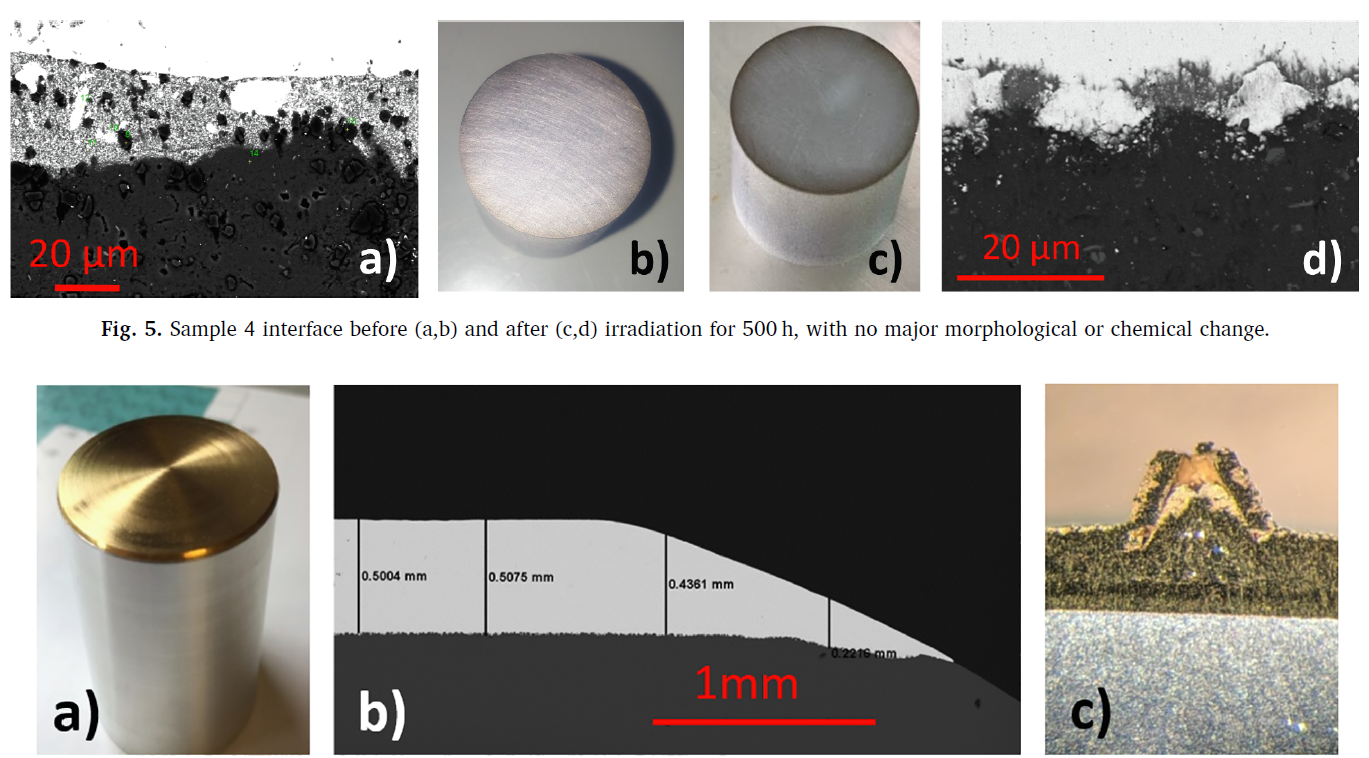 20 µm
a)
b)
c)
20 µm
d)
Fig. 5. Sample 4 interface before (a,b) and after (c,d) irradiation for 500 h, with no major morphological or chemical change.
a)
0.5004 mm
0.5075 mm
0.4361 mm
0.2216 mm
1mm
b)
c)